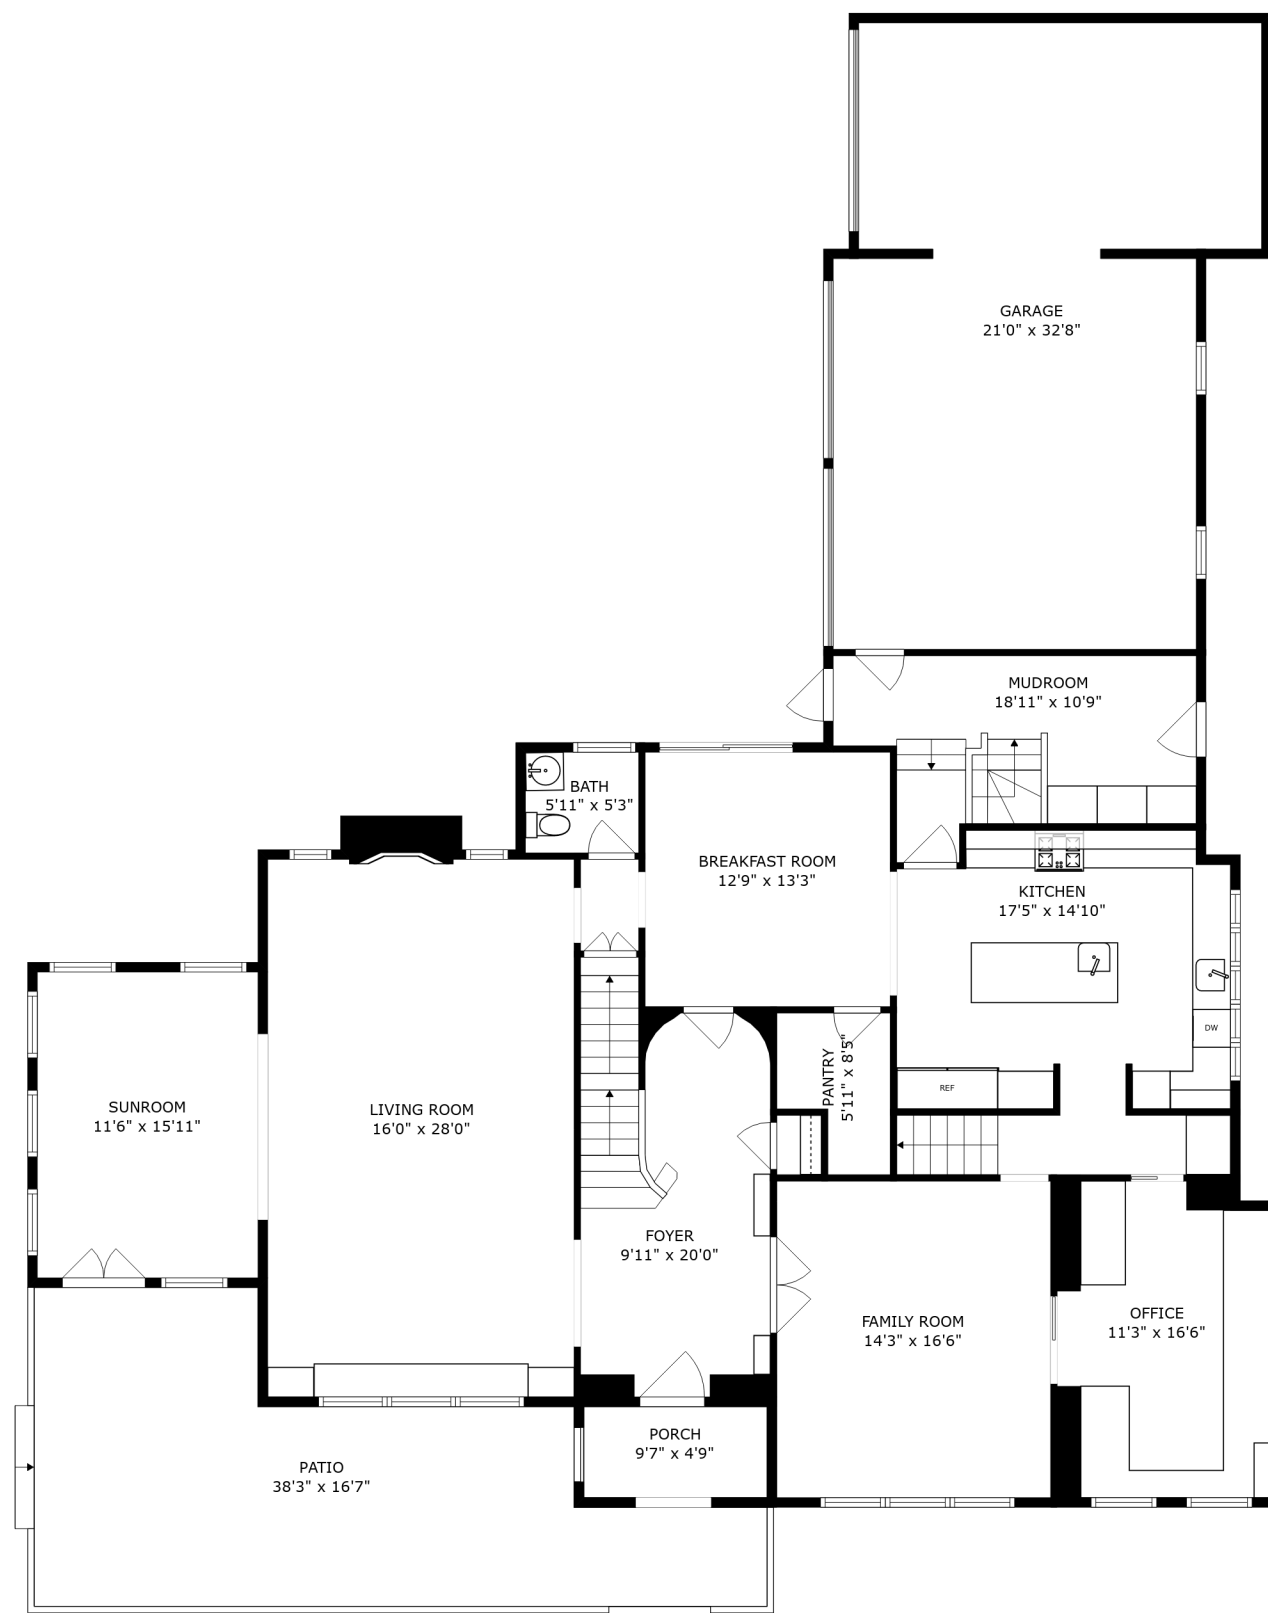 GARAGE
21'0" x 32'8"
MUDROOM
18'11" x 10'9"
BATH
5'11" x 5'3"
BREAKFAST ROOM
12'9" x 13'3"
KITCHEN
17'5" x 14'10"
DW
REF
PANTRY
5'11" x 8'5"
SUNROOM
11'6" x 15'11"
LIVING ROOM
16'0" x 28'0"
FOYER
9'11" x 20'0"
FAMILY ROOM
14'3" x 16'6"
OFFICE
11'3" x 16'6"
PORCH
9'7" x 4'9"
PATIO
38'3" x 16'7"